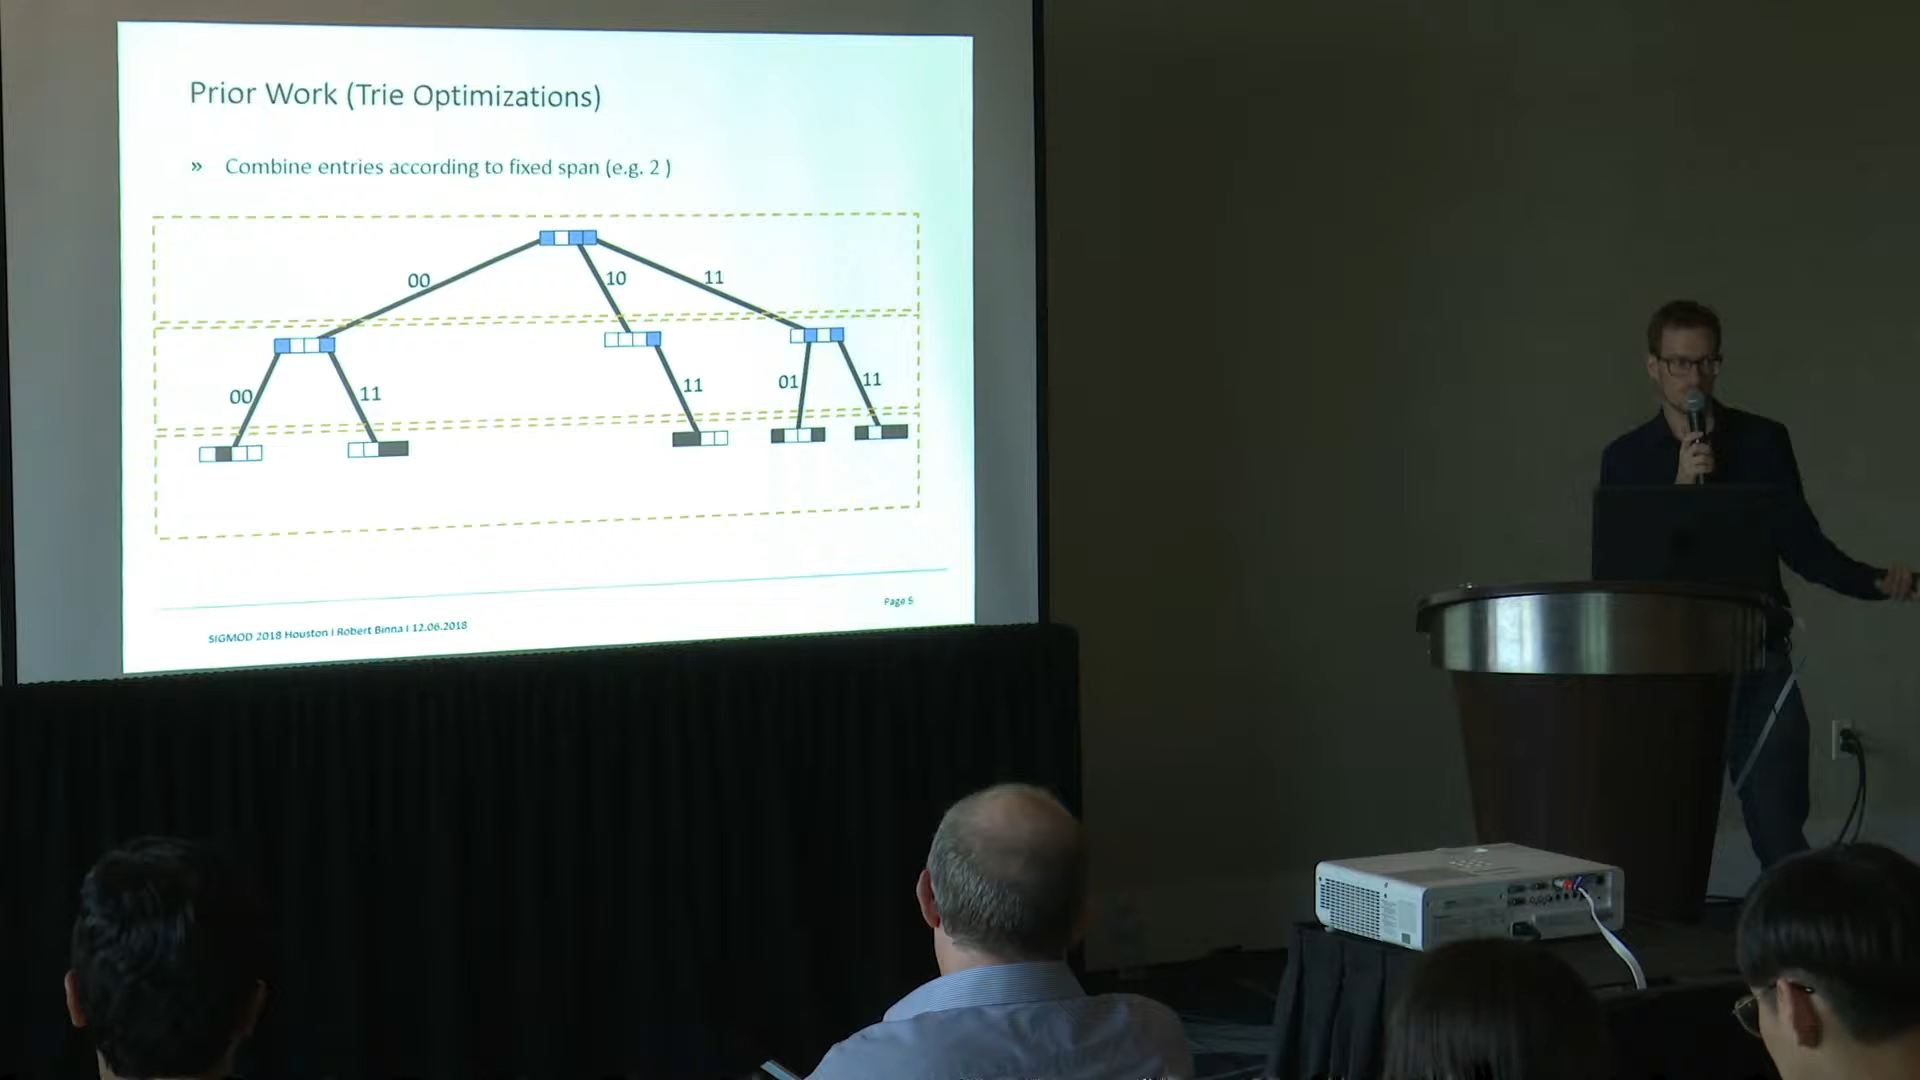 Prior Work (Trie Optimizations)
» Combine entries according to fixed span (e.g. 2 )
00 10 11
00 11 11 01 11
Page 5
SIGMOD 2018 Houston I Robert Binna I 12.06.2018